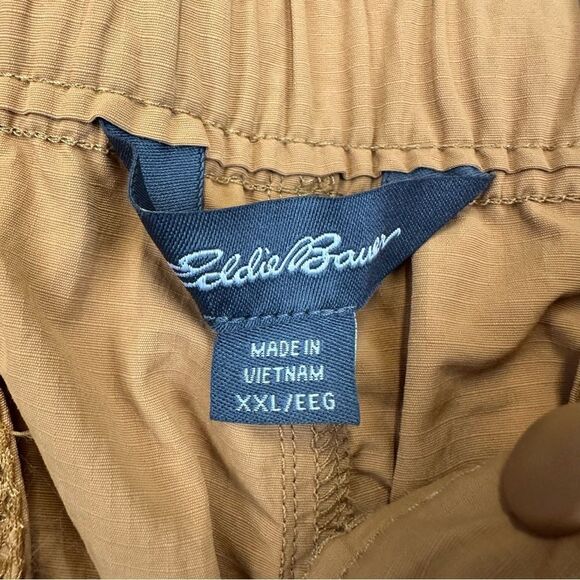 Eddie Bauer
MADE IN
VIETNAM
XXL/EEG